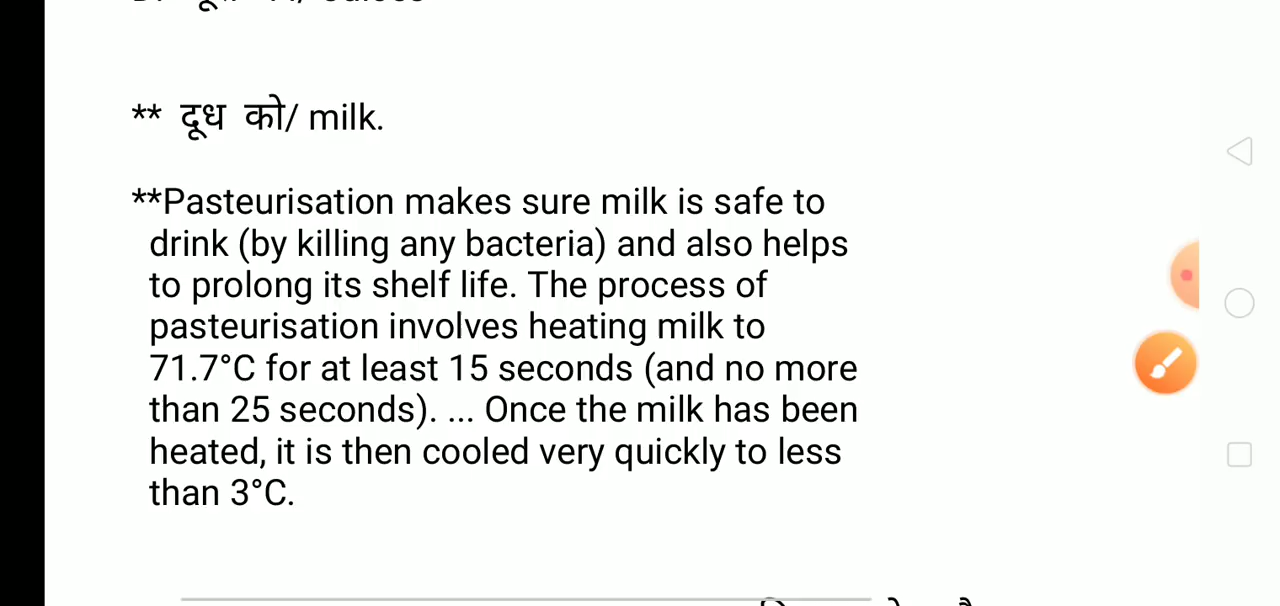 ** दूध को/ milk.
**Pasteurisation makes sure milk is safe to
drink (by killing any bacteria) and also helps
to prolong its shelf life. The process of
pasteurisation involves heating milk to
71.7°C for at least 15 seconds (and no more
than 25 seconds). ... Once the milk has been
heated, it is then cooled very quickly to less
than 3°C.